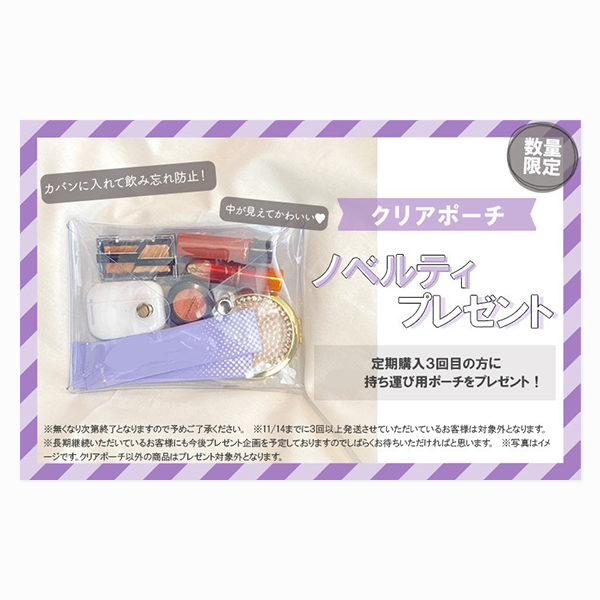 数量
限定
カバンに入れて飲み忘れ防止！
中が見えてかわいい♥
クリアポーチ
ノベルティ
プレゼント
定期購入3回目の方に
持ち運び用ポーチをプレゼント！
※無くなり次第終了となりますので予めご了承ください。　※11/14までに3回以上発送させていただいているお客様は対象外となります。
※長期継続いただいているお客様にも今後プレゼント企画を予定しておりますのでしばらくお待ちいただければと思います。　※写真はイメ
ージです。クリアポーチ以外の商品はプレゼント対象外となります。